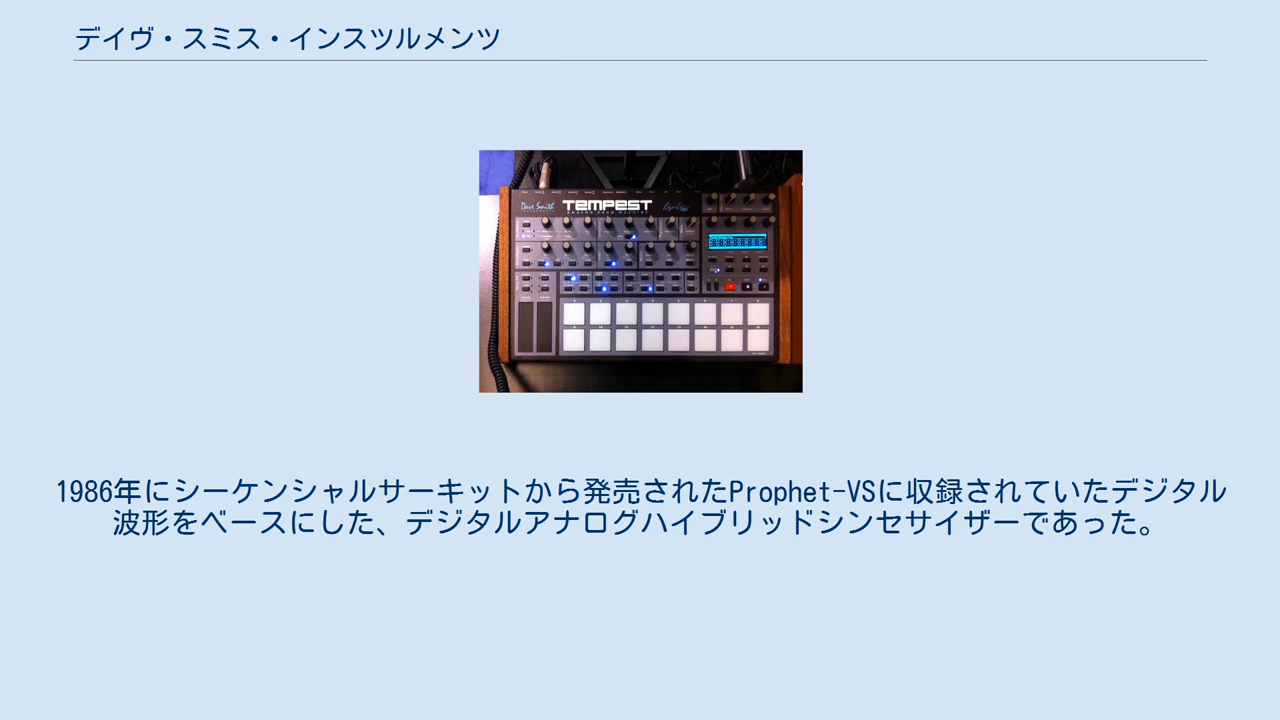 デイヴ・スミス・インスツルメンツ
Dave Smith
TEMPEST
ANALOG DRUM MACHINE
1986年にシーケンシャルサーキットから発売されたProphet-VSに収録されていたデジタル
波形をベースにした、デジタルアナログハイブリッドシンセサイザーであった。